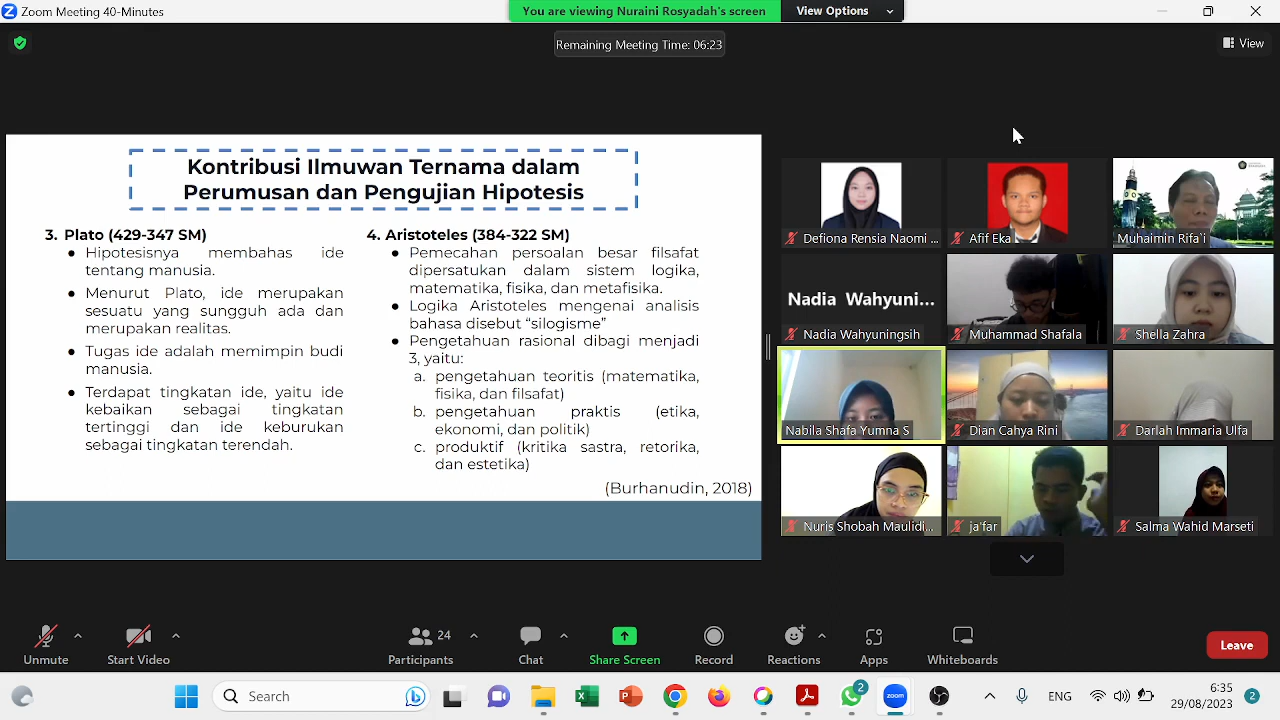 Zoom Meeting 40-Minutes
You are viewing Nuraini Rosyadah's screen
View Options
Remaining Meeting Time: 06:23
View
Kontribusi Ilmuwan Ternama dalam
Perumusan dan Pengujian Hipotesis
3. Plato (429-347 SM)
• Hipotesisnya membahas ide
tentang manusia.
• Menurut Plato, ide merupakan
sesuatu yang sungguh ada dan
merupakan realitas.
• Tugas ide adalah memimpin budi
manusia.
• Terdapat tingkatan ide, yaitu ide
kebaikan sebagai tingkatan
tertinggi dan ide keburukan
sebagai tingkatan terendah.
4. Aristoteles (384-322 SM)
• Pemecahan persoalan besar filsafat
dipersatukan dalam sistem logika,
matematika, fisika, dan metafisika.
• Logika Aristoteles mengenai analisis
bahasa disebut “silogisme”
• Pengetahuan rasional dibagi menjadi
3, yaitu:
a. pengetahuan teoritis (matematika,
fisika, dan filsafat)
b. pengetahuan praktis (etika,
ekonomi, dan politik)
c. produktif (kritika sastra, retorika,
dan estetika)
(Burhanudin, 2018)
Defiona Rensia Naomi ...
Afif Eka
Muhaimin Rifa'i
Nadia Wahyuni...
Nadia Wahyuningsih
Muhammad Shafala
Shella Zahra
Nabila Shafa Yumna S
Dian Cahya Rini
Darlah Immaria Ulfa
Nuris Shobah Maulidi...
ja'far
Salma Wahid Marseti
Unmute
Start Video
24
Participants
Chat
Share Screen
Record
Reactions
Apps
Whiteboards
Leave
Search
2
ENG
6:35
29/08/2023
2